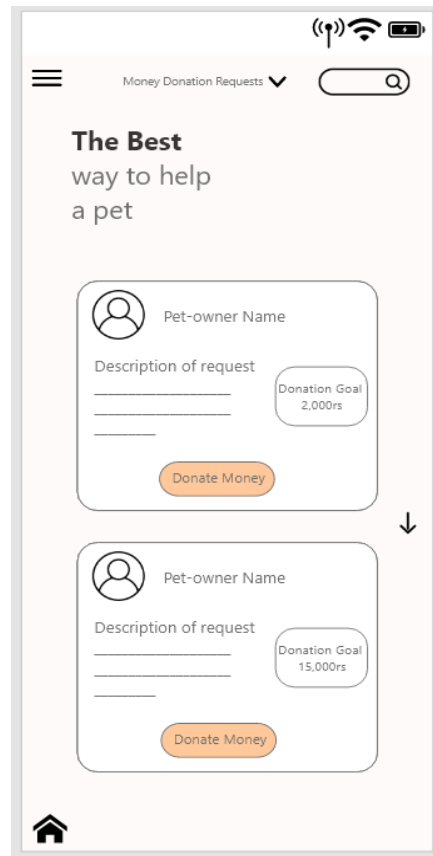 Money Donation Requests
The Best
way to help
a pet
Pet-owner Name
Description of request
Donation Goal
2,000rs
Donate Money
Pet-owner Name
Description of request
Donation Goal
15,000rs
Donate Money